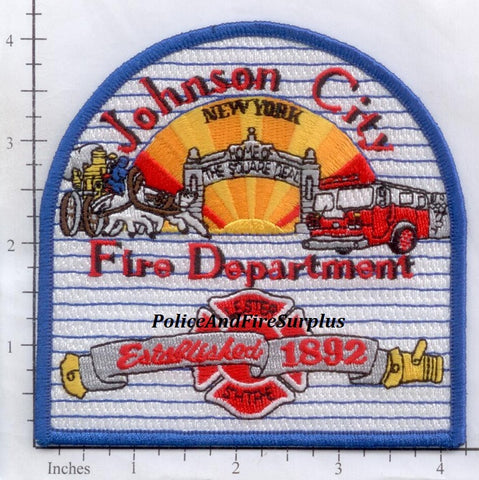 Johnson City
NEW YORK
HOME OF
THE SQUARE DEAL
Fire Department
PoliceAndFireSurplus
Established 1892
4
3
2
1
Inches 1 2 3 4